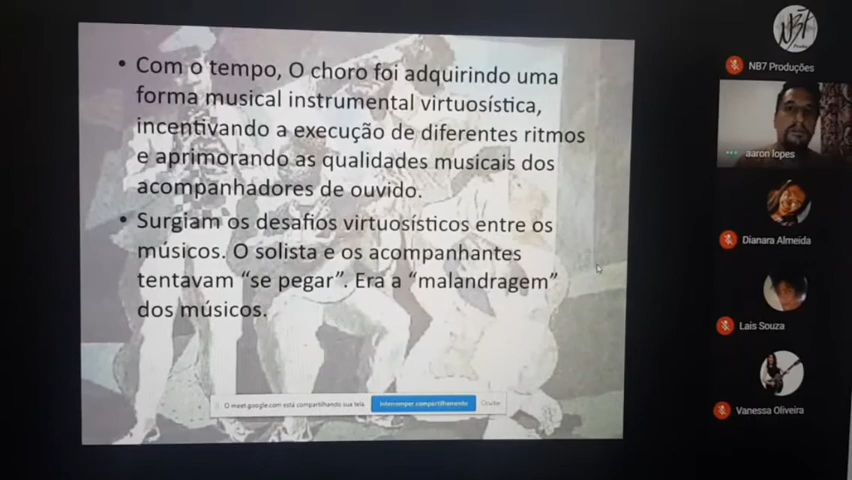 • Com o tempo, O choro foi adquirindo uma
forma musical instrumental virtuosística,
incentivando a execução de diferentes ritmos
e aprimorando as qualidades musicais dos
acompanhadores de ouvido.
• Surgiam os desafios virtuosísticos entre os
músicos. O solista e os acompanhantes
tentavam “se pegar”. Era a “malandragem”
dos músicos.
O meet.google.com está compartilhando sua tela.
Interromper compartilhamento
Ocultar
NB7
NB7 Produções
aaron lopes
Dianara Almeida
Lais Souza
Vanessa Oliveira